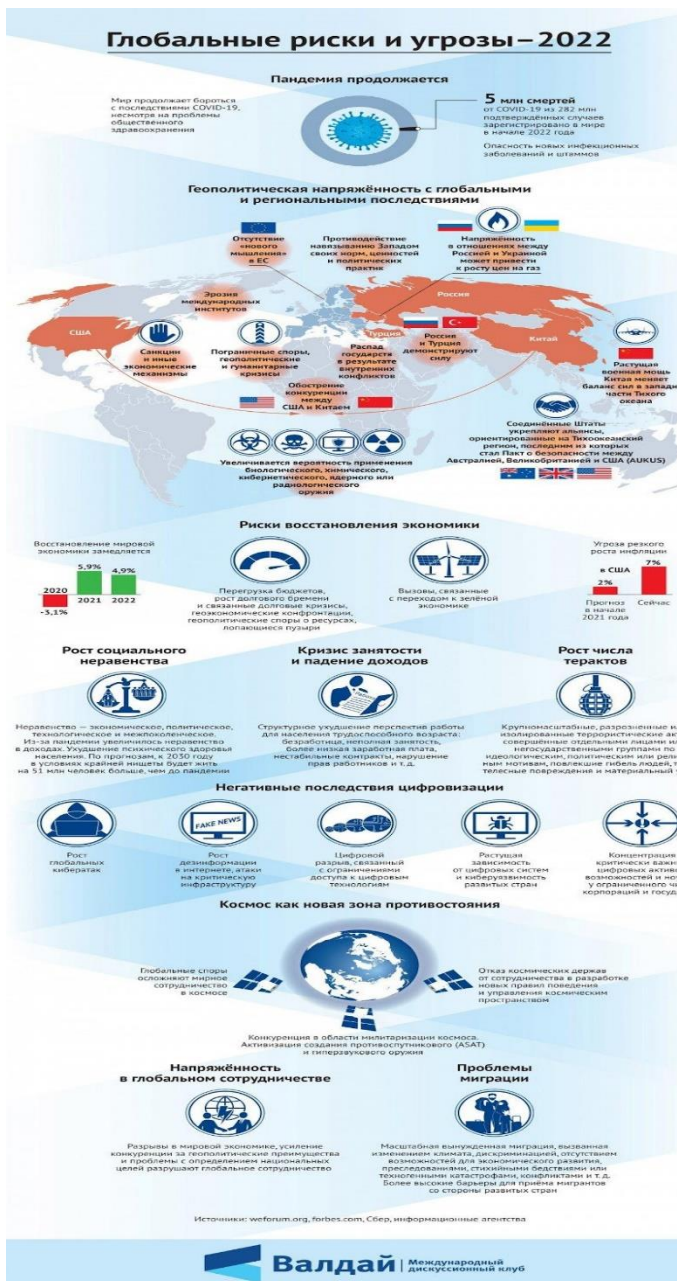 Глобальные риски и угрозы–2022
Пандемия продолжается
Мир продолжает бороться
с последствиями COVID-19,
несмотря на проблемы
общественного
здравоохранения
5 млн смертей
от COVID-19 из 282 млн
подтверждённых случаев
зарегистрировано в мире
в начале 2022 года
Опасность новых инфекционных
заболеваний и штаммов
Геополитическая напряжённость с глобальными
и региональными последствиями
Отсутствие
«нового
мышления»
в ЕС
Противодействие
навязыванию Западом
своих норм, ценностей
и политических
практик
Напряжённость
в отношениях между
Россией и Украиной
может привести
к росту цен на газ
Эрозия
международных
институтов
Россия
США
Турция
Китай
Санкции
и иные
экономические
механизмы
Пограничные споры,
геополитические
и гуманитарные
кризисы
Распад
государств
в результате
внутренних
конфликтов
Россия
и Турция
демонстрируют
силу
Растущая
военная мощь
Китая меняет
баланс сил в западн
части Тихого
океана
Обострение
конкуренции
между
США и Китаем
Соединённые Штаты
укрепляют альянсы,
ориентированные на Тихоокеанский
регион, последним из которых
стал Пакт о безопасности между
Австралией, Великобританией и США (AUKUS)
Увеличивается вероятность применения
биологического, химического,
кибернетического, ядерного или
радиологического
оружия
Риски восстановления экономики
Восстановление мировой
экономики замедляется
2020
-3,1%
5,9%
2021
4,9%
2022
Перегрузка бюджетов,
рост долгового бремени
и связанные долговые кризисы,
геоэкономические конфронтации,
геополитические споры о ресурсах,
лопающиеся пузыри
Вызовы, связанные
с переходом к зелёной
экономике
Угроза резкого
роста инфляции
в США
2%
7%
Прогноз
в начале
2021 года
Сейчас
Рост социального
неравенства
Неравенство — экономическое, политическое,
технологическое и межпоколенческое.
Из-за пандемии увеличилось неравенство
в доходах. Ухудшение психического здоровья
населения. По прогнозам, к 2030 году
в условиях крайней нищеты будет жить
на 51 млн человек больше, чем до пандемии
Кризис занятости
и падение доходов
Структурное ухудшение перспектив работы
для населения трудоспособного возраста:
безработица, неполная занятость,
более низкая заработная плата,
нестабильные контракты, нарушение
прав работников и т.д.
Рост числа
терактов
Крупномасштабные, разрозненные ил
изолированные террористические ак
совершённые отдельными лицами ил
негосударственными группами по
идеологическим, политическим или рели
ным мотивам, повлекшие гибель людей, т
телесные повреждения и материальный
Негативные последствия цифровизации
Рост
глобальных
кибератак
FAKE NEWS
Рост
дезинформации
в интернете, атаки
на критическую
инфраструктуру
Цифровой
разрыв, связанный
с ограничениями
доступа к цифровым
технологиям
Растущая
зависимость
от цифровых систем
и киберуязвимость
развитых стран
Концентрация
критически важн
цифровых актив
возможностей и но
у ограниченного чи
корпораций и госуд
Космос как новая зона противостояния
Глобальные споры
осложняют мирное
сотрудничество
в космосе
Отказ космических держав
от сотрудничества в разработке
новых правил поведения
и управления космическим
пространством
Конкуренция в области милитаризации космоса.
Активизация создания противоспутникового (ASAT)
и гиперзвукового оружия
Напряжённость
в глобальном сотрудничестве
Разрывы в мировой экономике, усиление
конкуренции за геополитические преимущества
и проблемы с определением национальных
целей разрушают глобальное сотрудничество
Проблемы
миграции
Масштабная вынужденная миграция, вызванная
изменением климата, дискриминацией, отсутствием
возможностей для экономического развития,
преследованиями, стихийными бедствиями или
техногенными катастрофами, конфликтами и т.д.
Более высокие барьеры для приёма мигрантов
со стороны развитых стран
Источники: weforum.org, forbes.com, Сбер, информационные агентства
Валдай
Международный
дискуссионный клуб